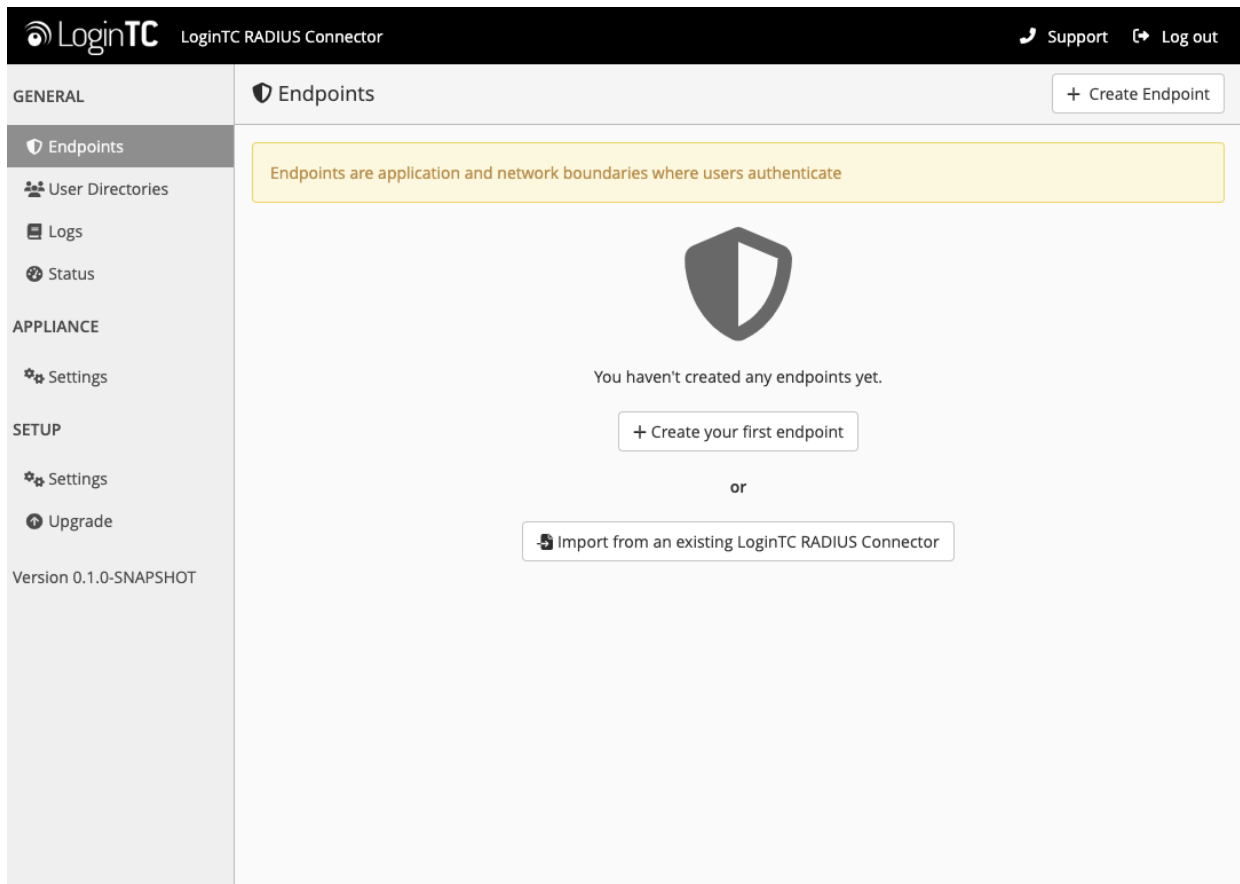 LoginTC LoginTC RADIUS Connector Support Log out
GENERAL
Endpoints
User Directories
Logs
Status
APPLIANCE
Settings
SETUP
Settings
Upgrade
Version 0.1.0-SNAPSHOT
Endpoints
+ Create Endpoint
Endpoints are application and network boundaries where users authenticate
You haven't created any endpoints yet.
+ Create your first endpoint
or
Import from an existing LoginTC RADIUS Connector